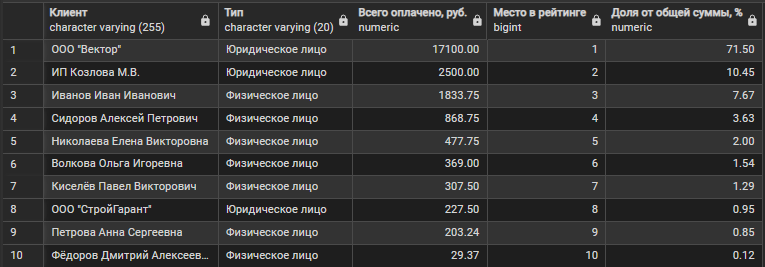 Клиент Тип Всего оплачено, руб. Место в рейтинге Доля от общей суммы, %
character varying (255) character varying (20) numeric bigint numeric
1 ООО "Вектор" Юридическое лицо 17100.00 1 71.50
2 ИП Козлова М.В. Юридическое лицо 2500.00 2 10.45
3 Иванов Иван Иванович Физическое лицо 1833.75 3 7.67
4 Сидоров Алексей Петрович Физическое лицо 868.75 4 3.63
5 Николаева Елена Викторовна Физическое лицо 477.75 5 2.00
6 Волкова Ольга Игоревна Физическое лицо 369.00 6 1.54
7 Киселёв Павел Викторович Физическое лицо 307.50 7 1.29
8 ООО "СтройГарант" Юридическое лицо 227.50 8 0.95
9 Петрова Анна Сергеевна Физическое лицо 203.24 9 0.85
10 Фёдоров Дмитрий Алексеев... Физическое лицо 29.37 10 0.12